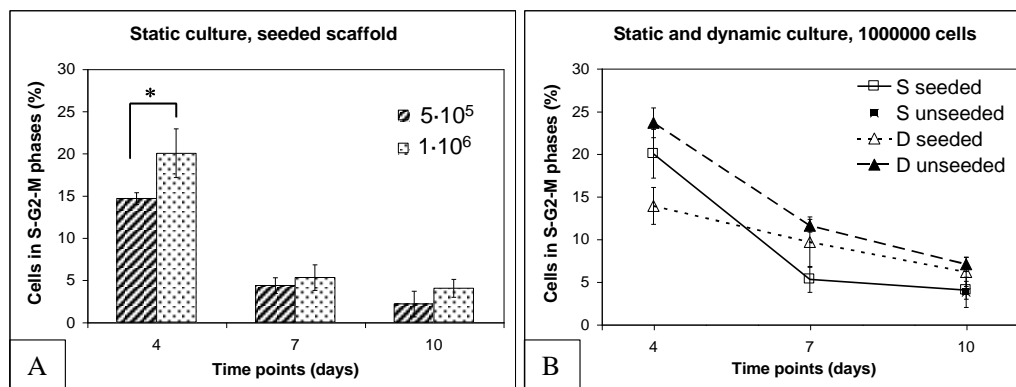 Static culture, seeded scaffold
Cells in S-G2-M phases (%)
30
25
20
15
10
5
0
*
5·10⁵
1·10⁶
4 7 10
Time points (days)
A
Static and dynamic culture, 1000000 cells
Cells in S-G2-M phases (%)
30
25
20
15
10
5
0
S seeded
S unseeded
D seeded
D unseeded
4 7 10
Time points (days)
B